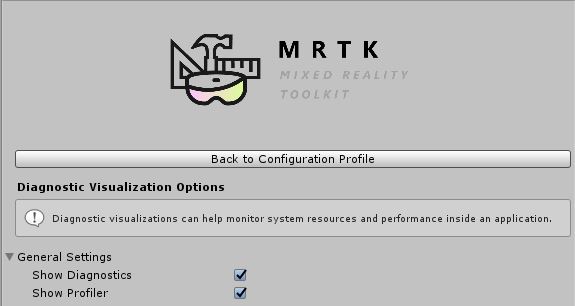 MRTK
MIXED REALITY
TOOLKIT
Back to Configuration Profile
Diagnostic Visualization Options
Diagnostic visualizations can help monitor system resources and performance inside an application.
General Settings
Show Diagnostics
Show Profiler